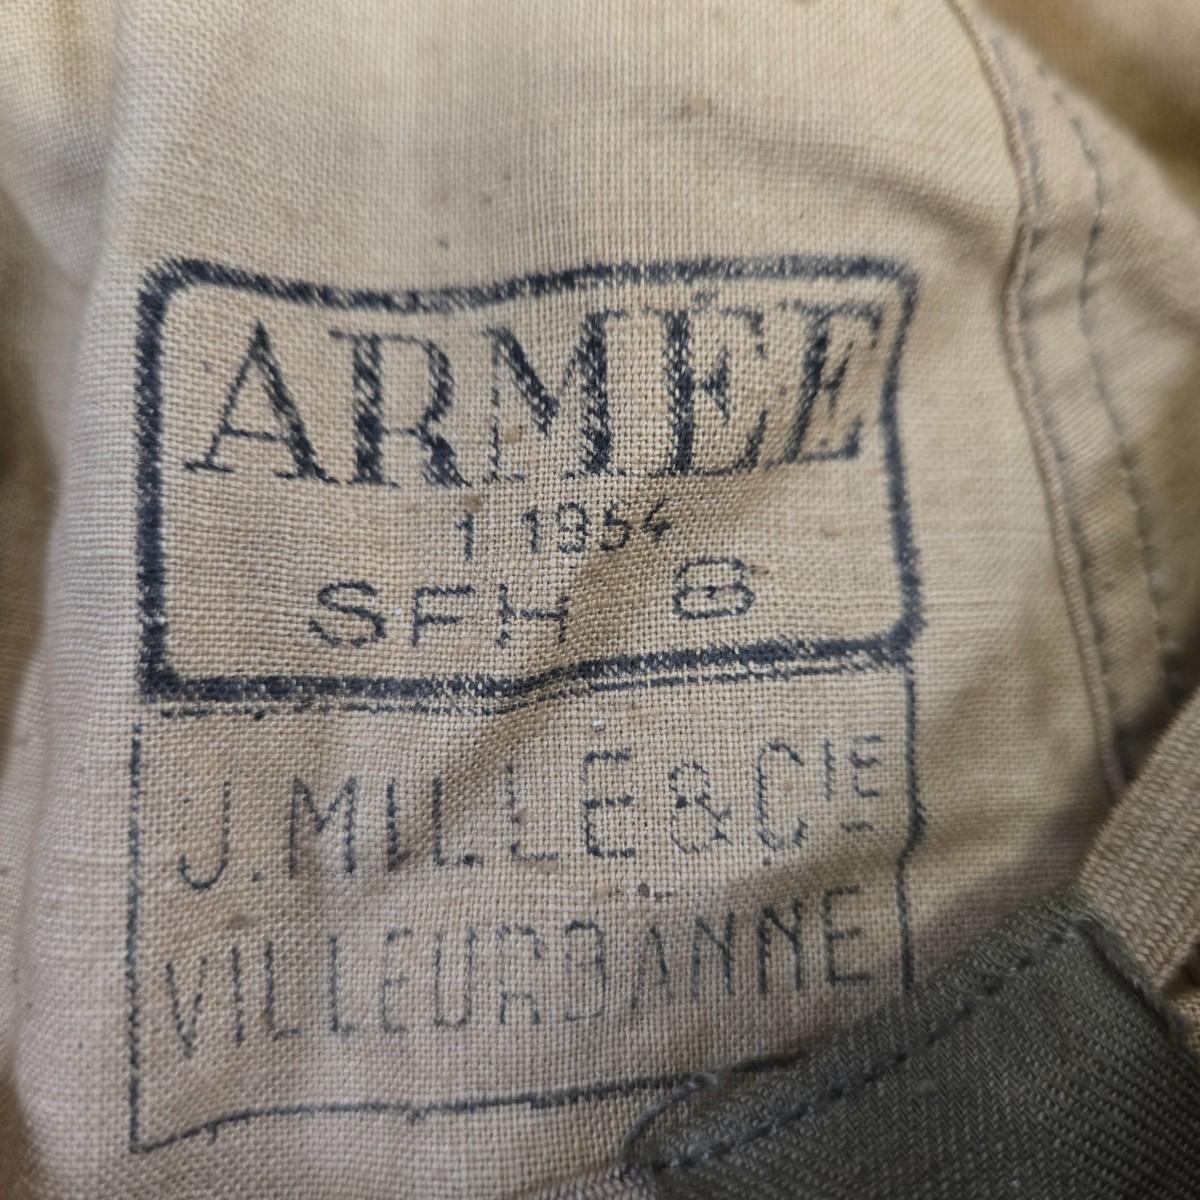 ARMÉE
1 1954
SFH 8
J. MILLE & CIE
VILLEURBANNE